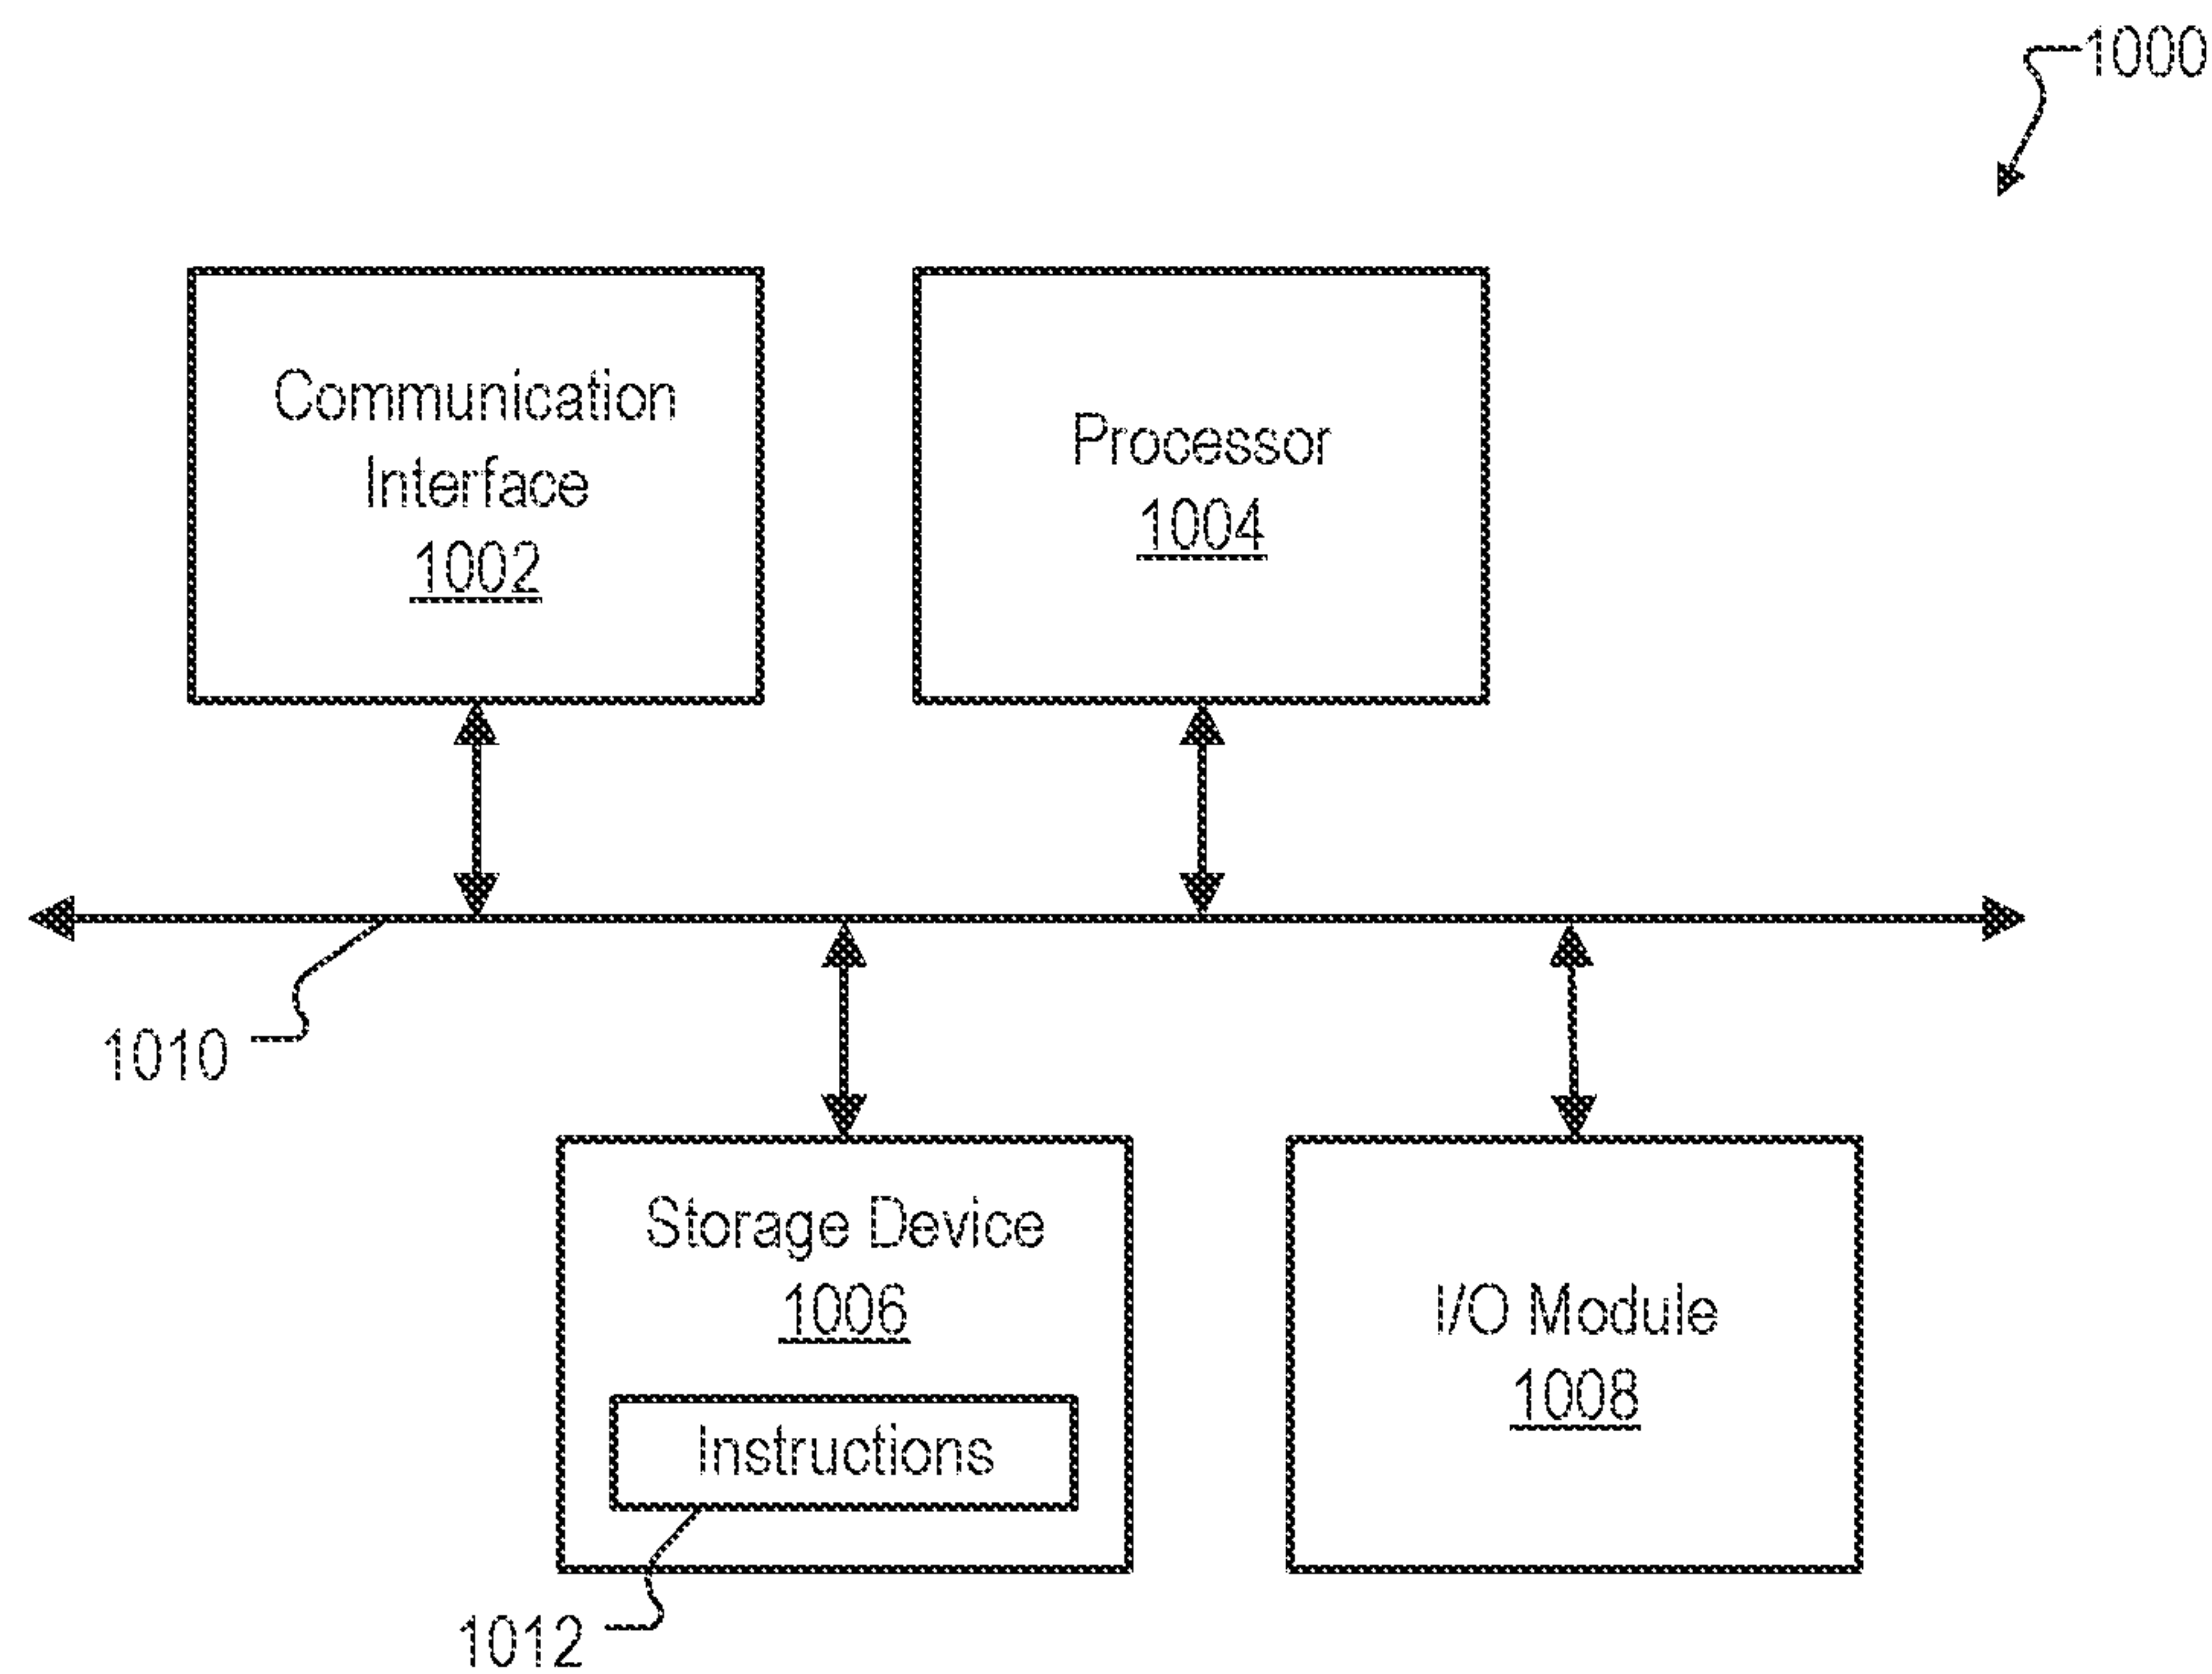 1000
Communication
Interface
1002
Processor
1004
1010
Storage Device
1006
Instructions
1012
I/O Module
1008